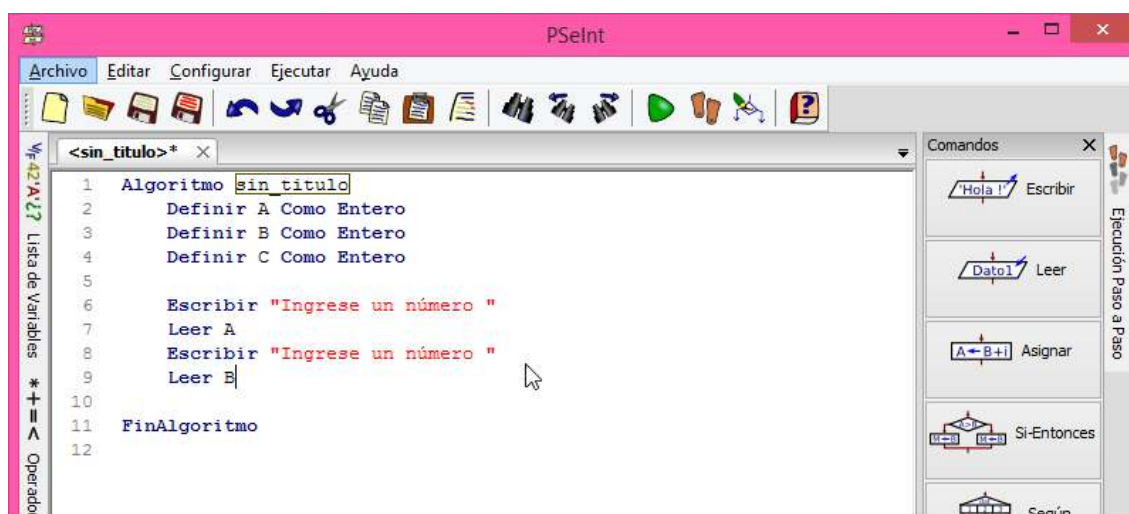 PSeInt
Archivo Editar Configurar Ejecutar Ayuda
<sin_titulo>*
1 Algoritmo sin_titulo
2 Definir A Como Entero
3 Definir B Como Entero
4 Definir C Como Entero
5
6 Escribir "Ingrese un número "
7 Leer A
8 Escribir "Ingrese un número "
9 Leer B
10
11 FinAlgoritmo
12
42'A'¿? Lista de Variables
* + = < Operador
Comandos
'Hola !' Escribir
Dato1 Leer
A←B+i Asignar
A>B Si-Entonces
Según
Ejecución Paso a Paso